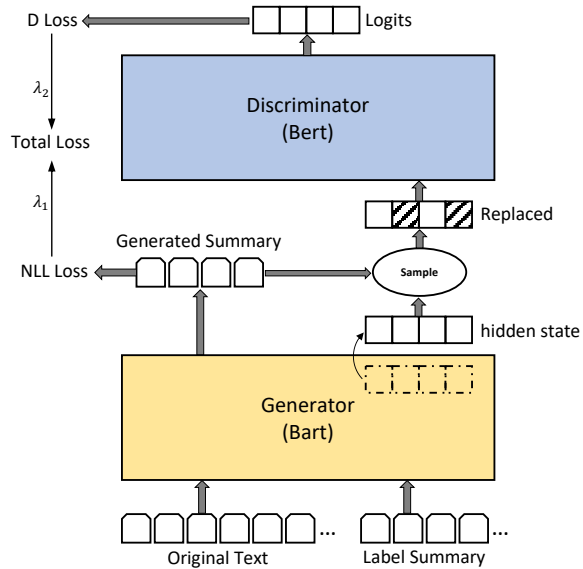 D Loss
Logits
λ₂
Discriminator
(Bert)
Total Loss
λ₁
Replaced
Generated Summary
NLL Loss
Sample
hidden state
Generator
(Bart)
...
...
Original Text
Label Summary